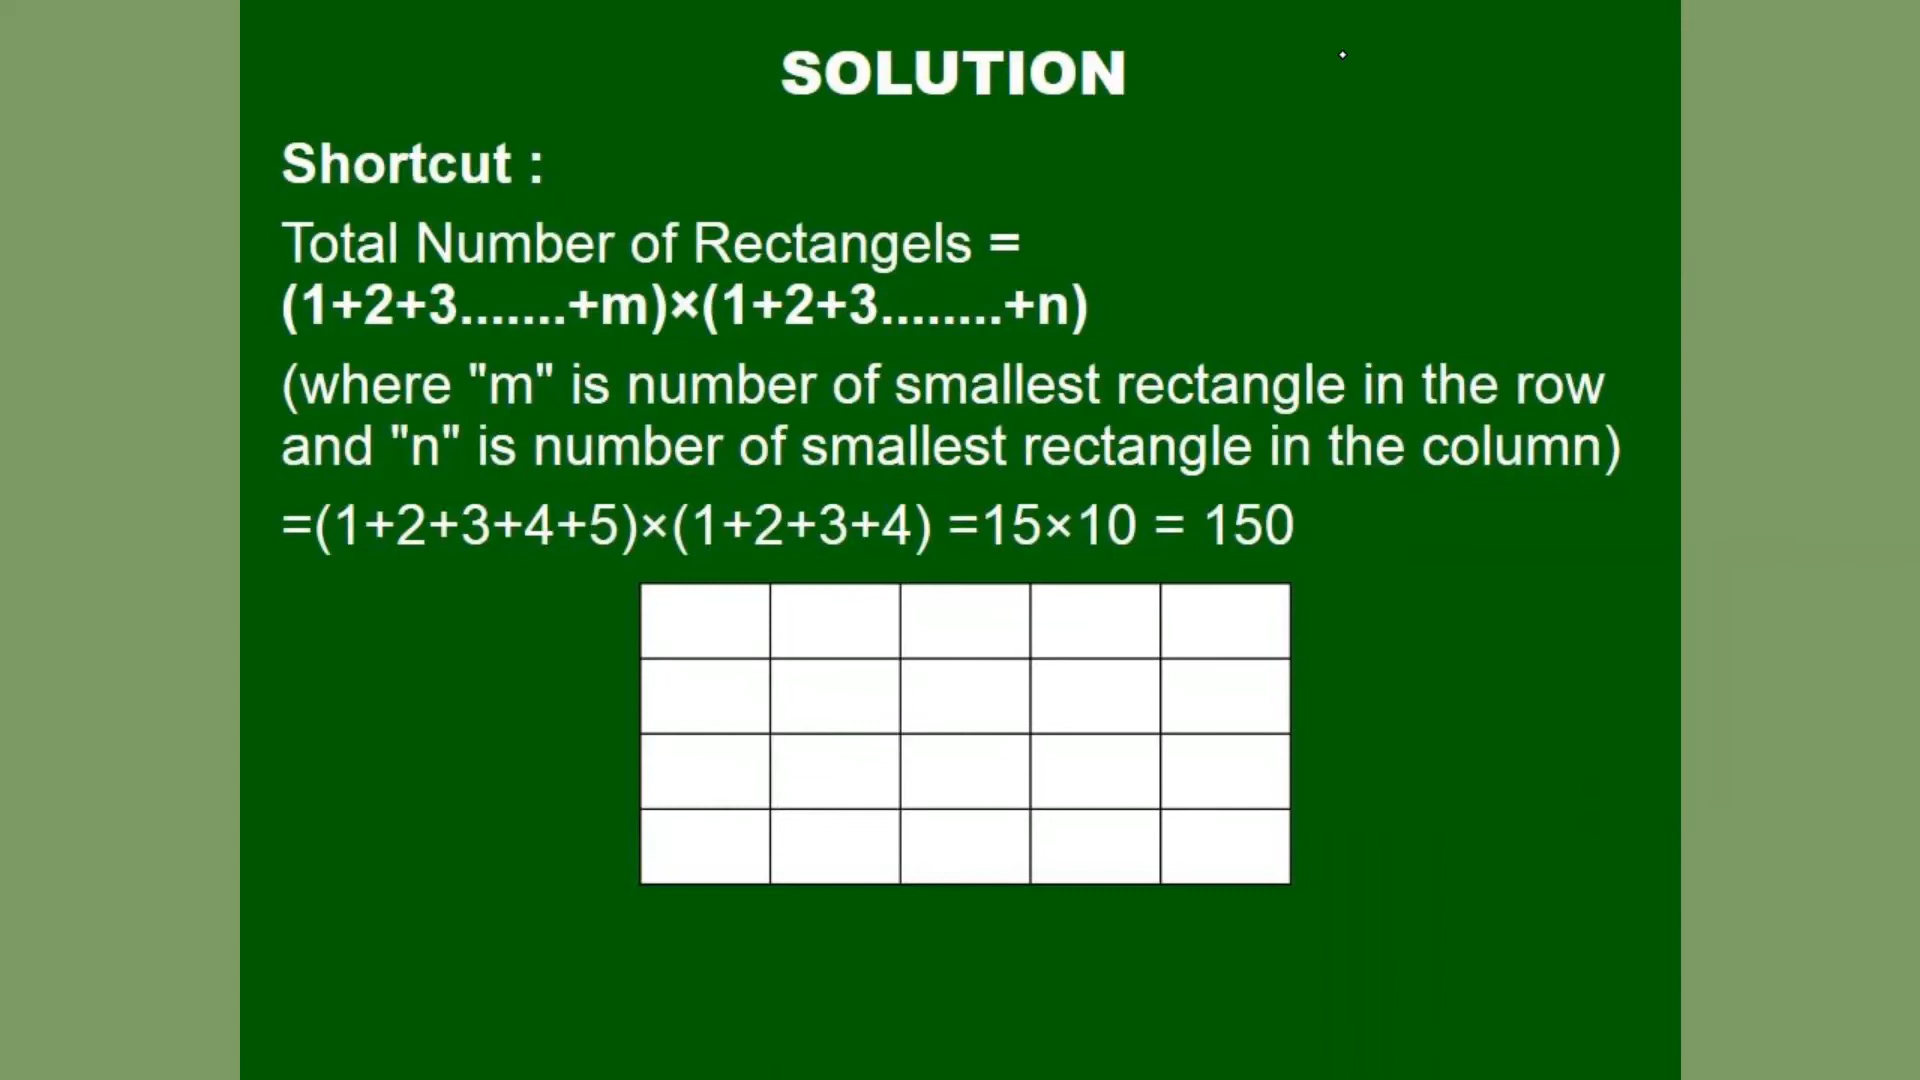 SOLUTION
Shortcut :
Total Number of Rectangels =
(1+2+3.......+m)×(1+2+3........+n)
(where "m" is number of smallest rectangle in the row
and "n" is number of smallest rectangle in the column)
=(1+2+3+4+5)×(1+2+3+4) =15×10 = 150